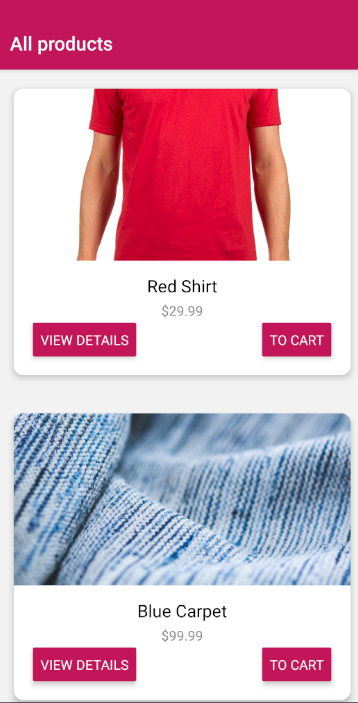 All products
Red Shirt
$29.99
VIEW DETAILS
TO CART
Blue Carpet
$99.99
VIEW DETAILS
TO CART